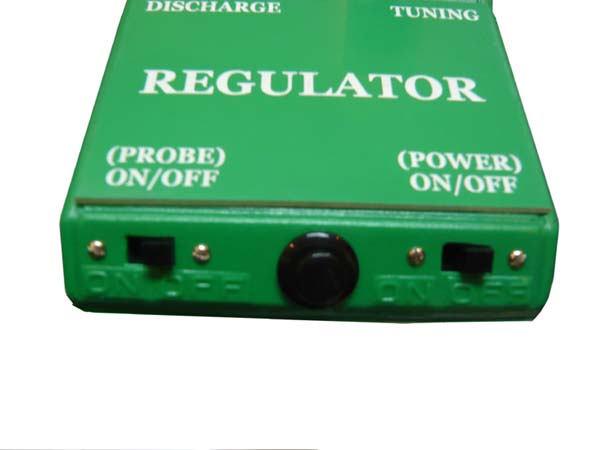 DISCHARGE TUNING
REGULATOR
(PROBE) (POWER)
ON/OFF ON/OFF
ON OFF ON OFF